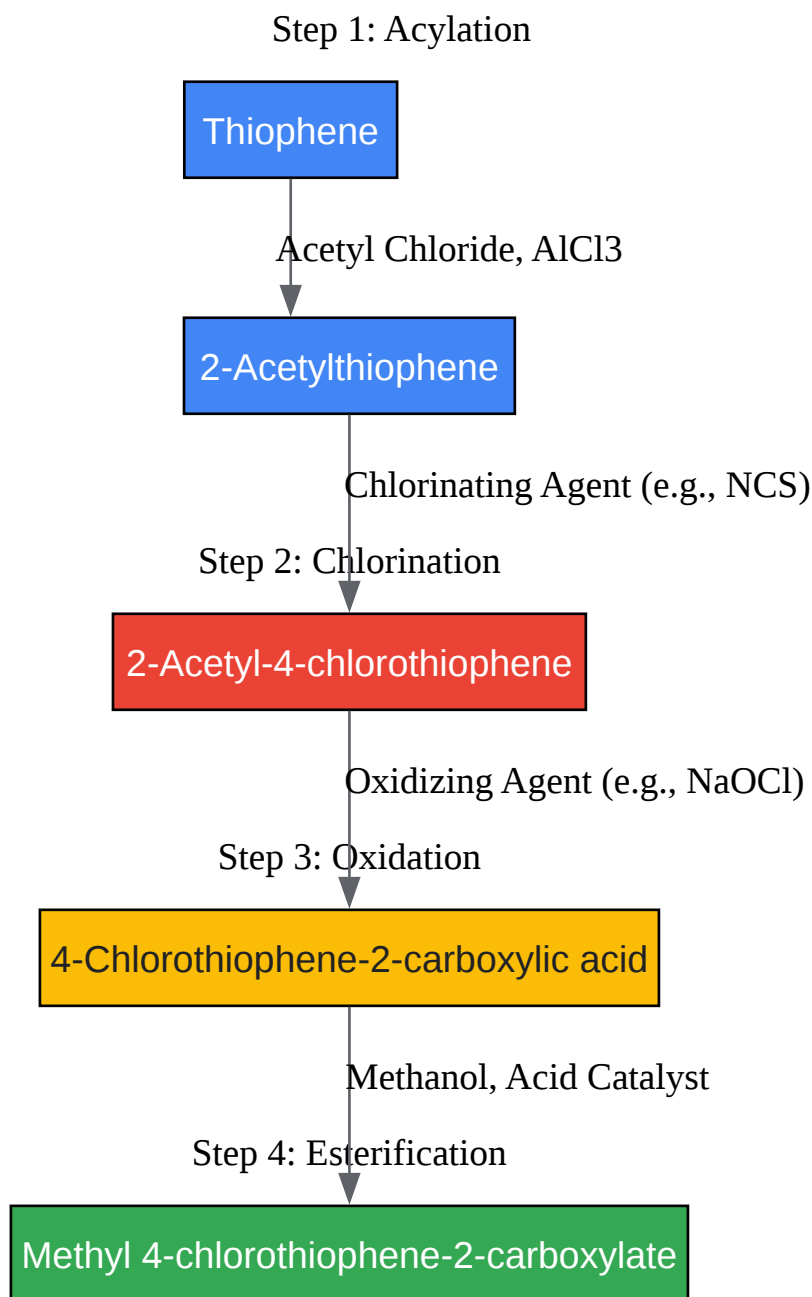 Step 1: Acylation
Thiophene
Acetyl Chloride, AlCl3
2-Acetylthiophene
Chlorinating Agent (e.g., NCS)
Step 2: Chlorination
2-Acetyl-4-chlorothiophene
Oxidizing Agent (e.g., NaOCl)
Step 3: Oxidation
4-Chlorothiophene-2-carboxylic acid
Methanol, Acid Catalyst
Step 4: Esterification
Methyl 4-chlorothiophene-2-carboxylate